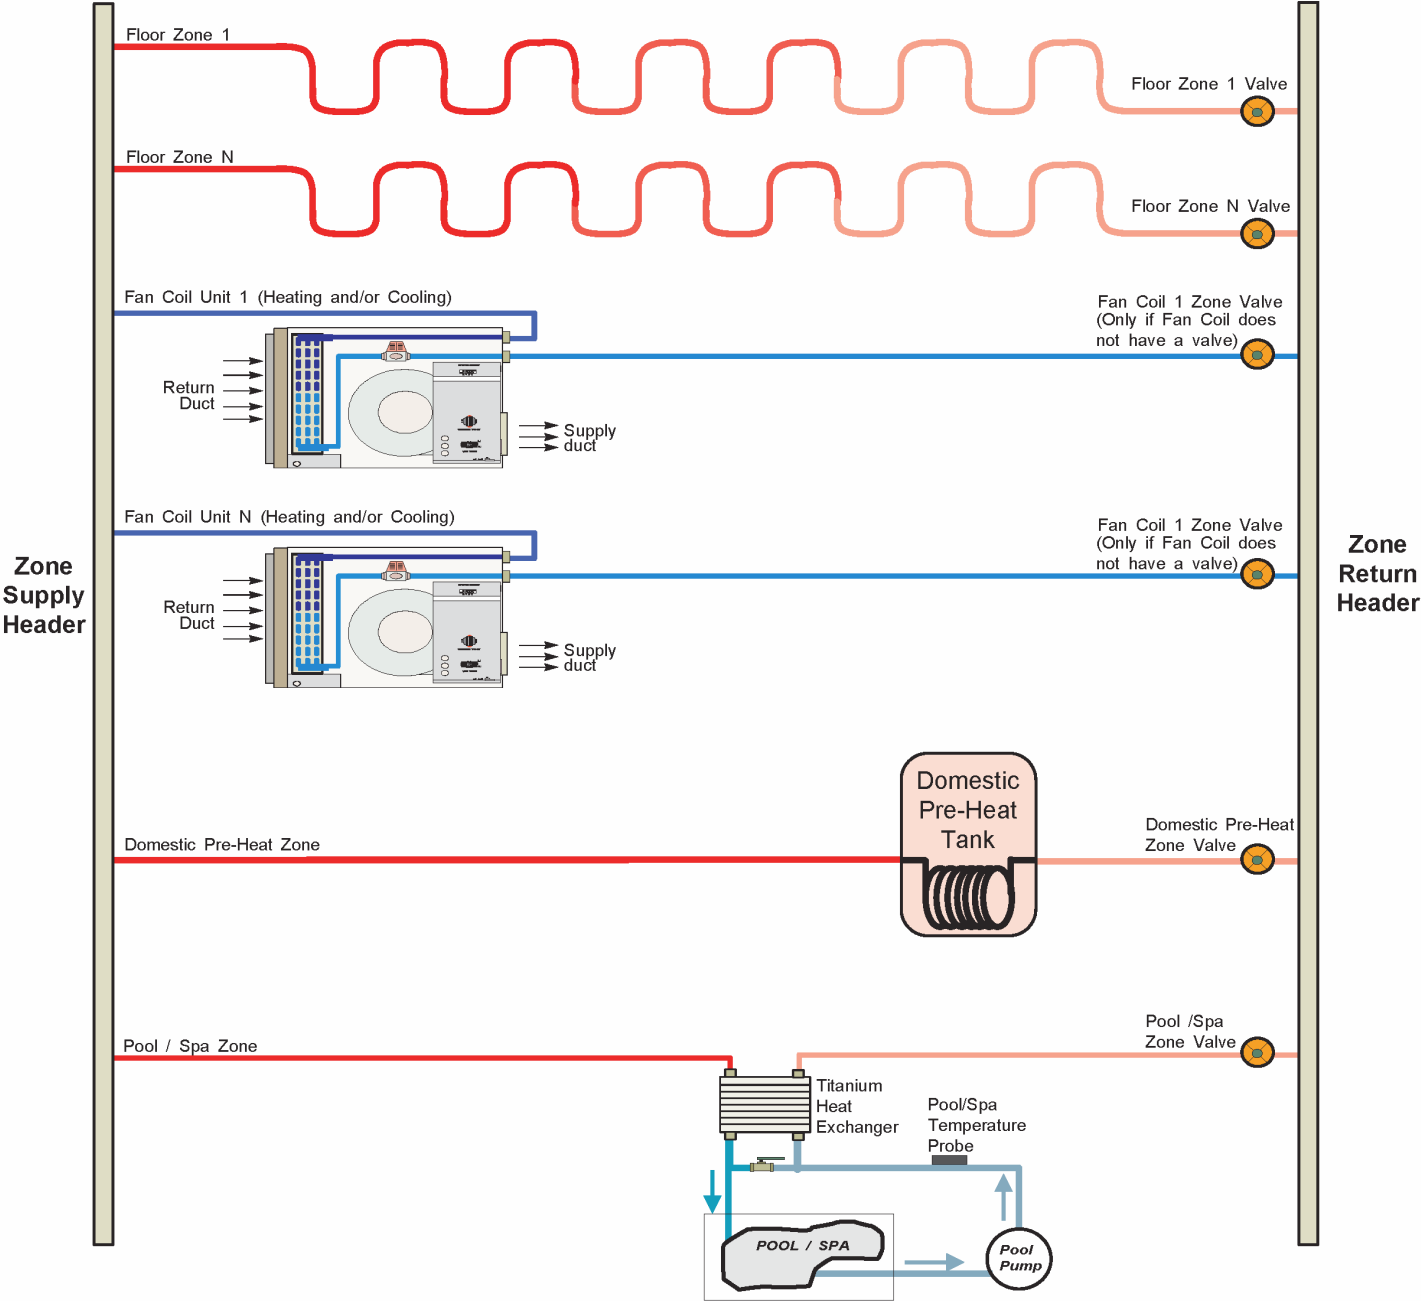 Floor Zone 1
Floor Zone 1 Valve
Floor Zone N
Floor Zone N Valve
Fan Coil Unit 1 (Heating and/or Cooling)
Fan Coil 1 Zone Valve
(Only if Fan Coil does
not have a valve)
Return
Duct
Supply
duct
Fan Coil Unit N (Heating and/or Cooling)
Fan Coil 1 Zone Valve
(Only if Fan Coil does
not have a valve)
Return
Duct
Supply
duct
Zone
Supply
Header
Zone
Return
Header
Domestic
Pre-Heat
Tank
Domestic Pre-Heat Zone
Domestic Pre-Heat
Zone Valve
Pool / Spa Zone
Pool /Spa
Zone Valve
Titanium
Heat
Exchanger
Pool/Spa
Temperature
Probe
POOL / SPA
Pool
Pump